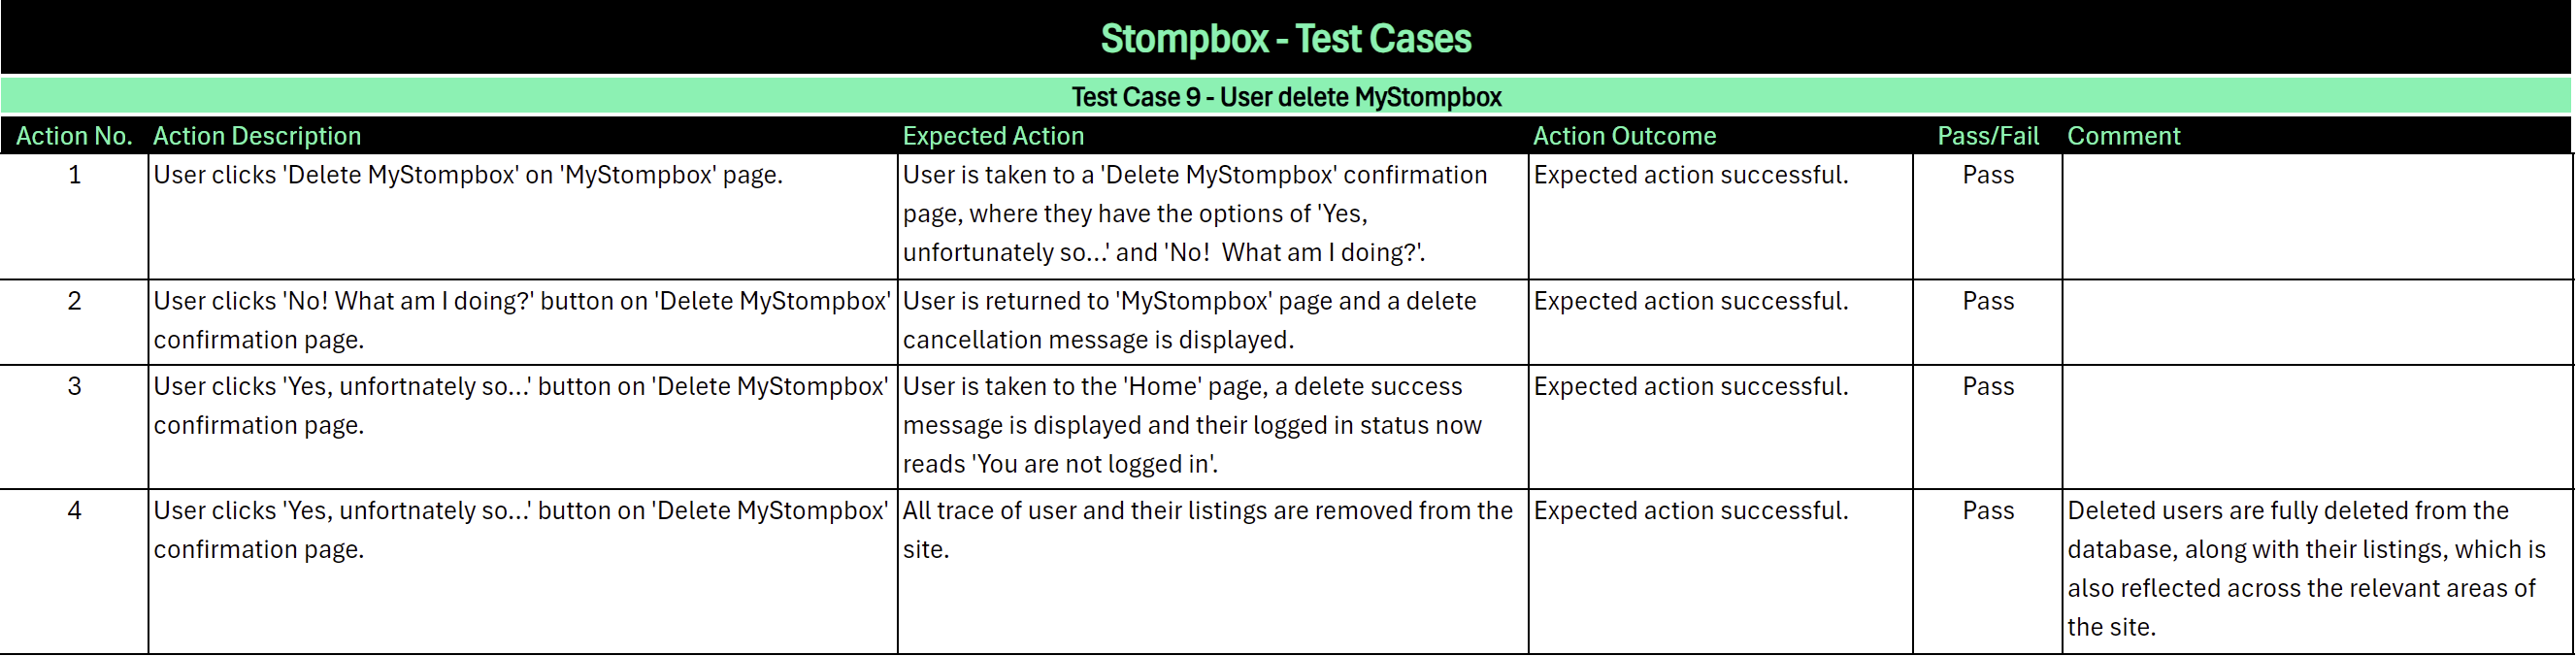 Stompbox - Test Cases
Test Case 9 - User delete MyStompbox
Action No. Action Description Expected Action Action Outcome Pass/Fail Comment
1
User clicks 'Delete MyStompbox' on 'MyStompbox' page.
User is taken to a 'Delete MyStompbox' confirmation
page, where they have the options of 'Yes,
unfortunately so...' and 'No!  What am I doing?'.
Expected action successful.
Pass
2
User clicks 'No! What am I doing?' button on 'Delete MyStompbox'
confirmation page.
User is returned to 'MyStompbox' page and a delete
cancellation message is displayed.
Expected action successful.
Pass
3
User clicks 'Yes, unfortnately so...' button on 'Delete MyStompbox'
confirmation page.
User is taken to the 'Home' page, a delete success
message is displayed and their logged in status now
reads 'You are not logged in'.
Expected action successful.
Pass
4
User clicks 'Yes, unfortnately so...' button on 'Delete MyStompbox'
confirmation page.
All trace of user and their listings are removed from the
site.
Expected action successful.
Pass
Deleted users are fully deleted from the
database, along with their listings, which is
also reflected across the relevant areas of
the site.